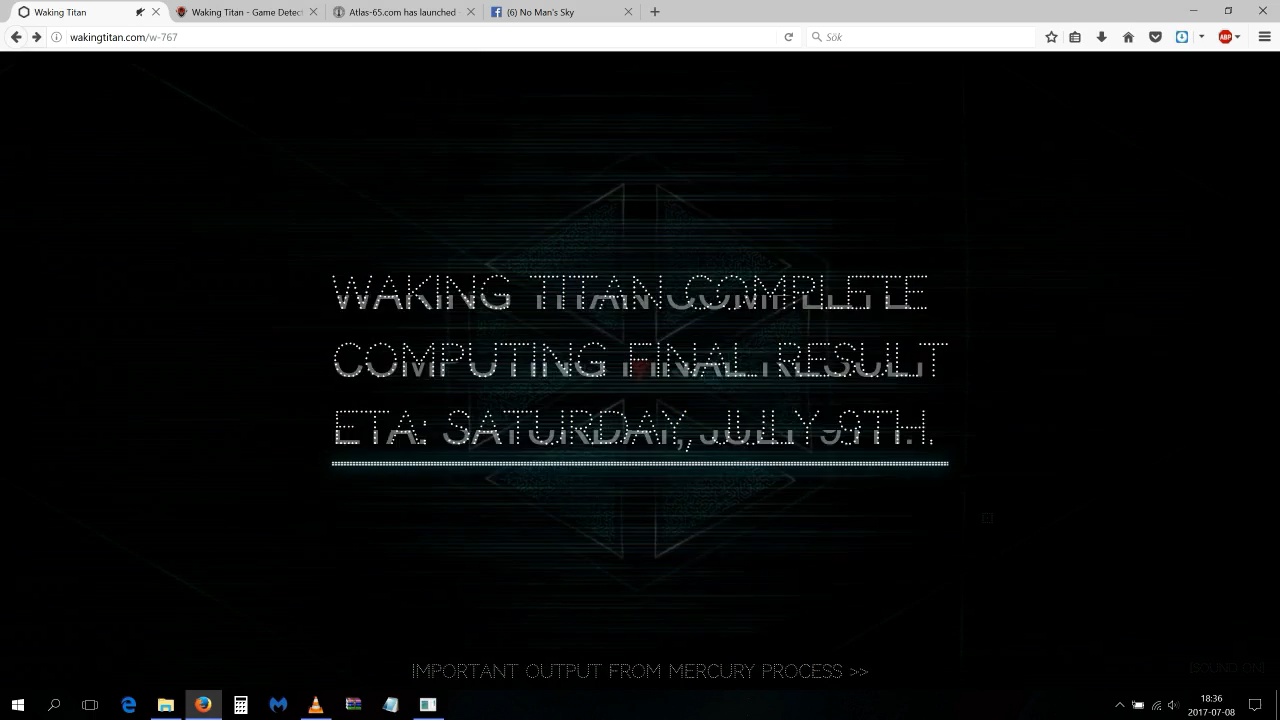 Waking Titan
Waking Titan - Game Detect
Atlas-65.com has launched
(6) No Man's Sky
wakingtitan.com/w-767
Sök
ABP
WAKING TITAN COMPLETE
COMPUTING FINAL RESULT
ETA: SATURDAY, JULY 9TH.
IMPORTANT OUTPUT FROM MERCURY PROCESS >>
[SOUND ON]
18:36
2017-07-08